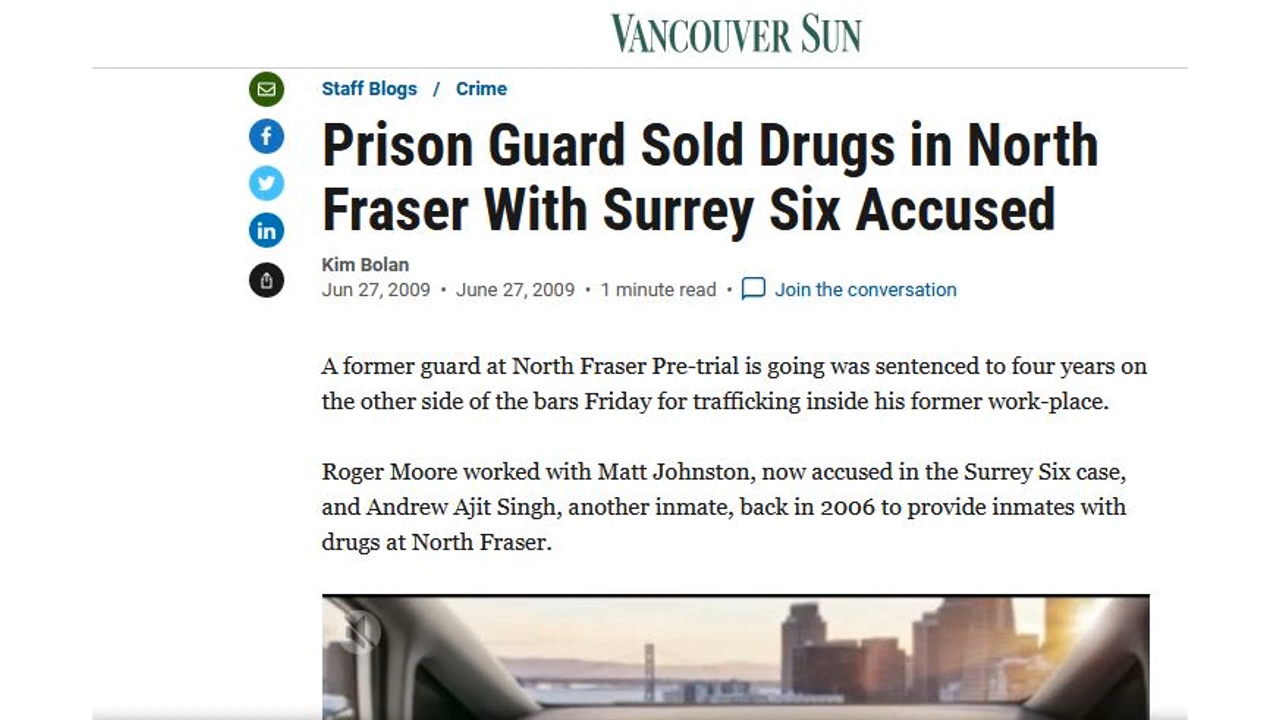 VANCOUVER SUN
Staff Blogs / Crime
Prison Guard Sold Drugs in North
Fraser With Surrey Six Accused
Kim Bolan
Jun 27, 2009 • June 27, 2009 • 1 minute read • Join the conversation
A former guard at North Fraser Pre-trial is going was sentenced to four years on
the other side of the bars Friday for trafficking inside his former work-place.
Roger Moore worked with Matt Johnston, now accused in the Surrey Six case,
and Andrew Ajit Singh, another inmate, back in 2006 to provide inmates with
drugs at North Fraser.